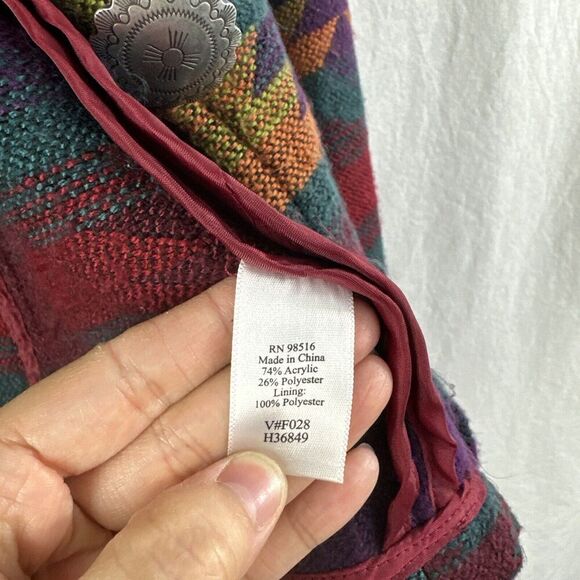 RN 98516
Made in China
74% Acrylic
26% Polyester
Lining:
100% Polyester
V#F028
H36849